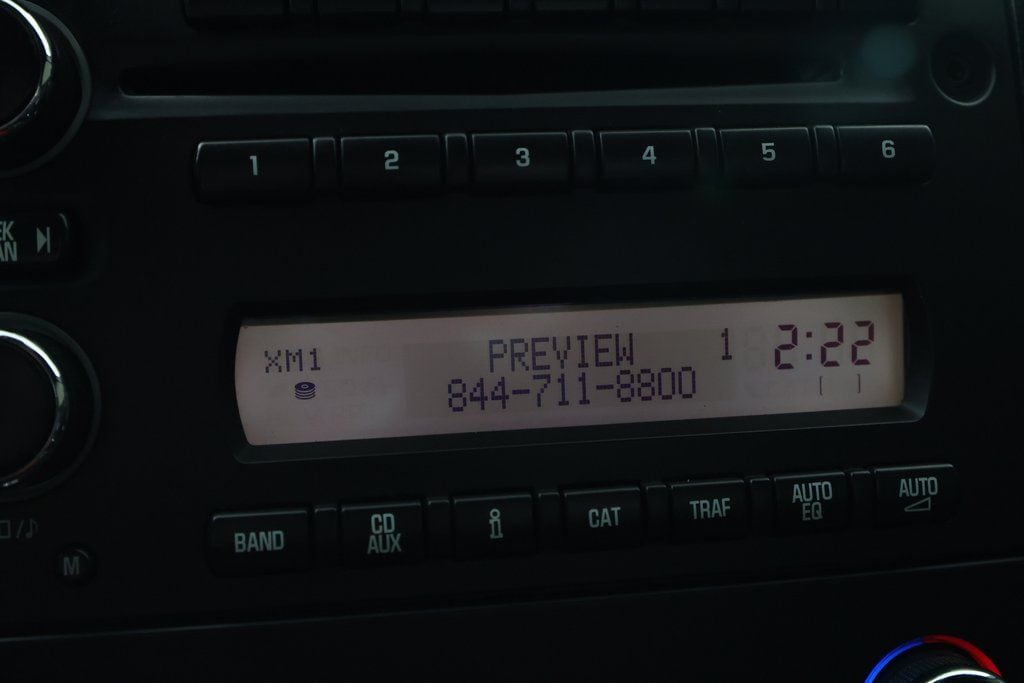 1 2 3 4 5 6
XM1 PREVIEW 1 2:22
844-711-8800 [ ]
BAND CD AUX i CAT TRAF AUTO EQ AUTO
M